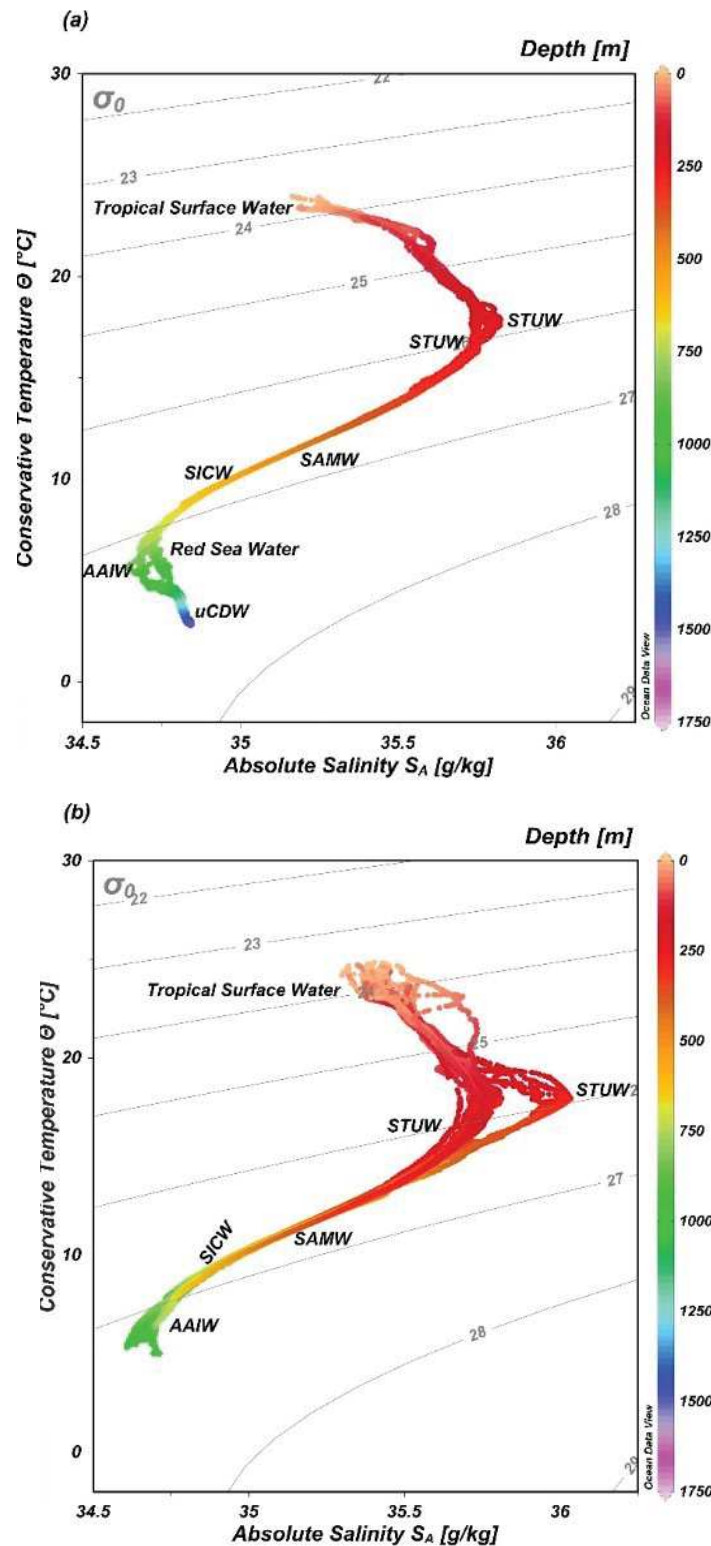 (a)
Depth [m]
30
22
0
σ0
23
Tropical Surface Water
24
250
20
25
STUW
STUW
26
500
27
750
SICW
SAMW
10
28
1000
Red Sea Water
AAIW
1250
uCDW
1500
0
29
1750
Conservative Temperature Θ [°C]
Ocean Data View
34.5
35
35.5
36
Absolute Salinity SA [g/kg]
(b)
Depth [m]
30
0
σ0
22
23
250
Tropical Surface Water
24
20
25
STUW
STUW
500
27
750
SICW
SAMW
10
AAIW
1000
28
1250
0
1500
29
1750
Conservative Temperature Θ [°C]
Ocean Data View
34.5
35
35.5
36
Absolute Salinity SA [g/kg]